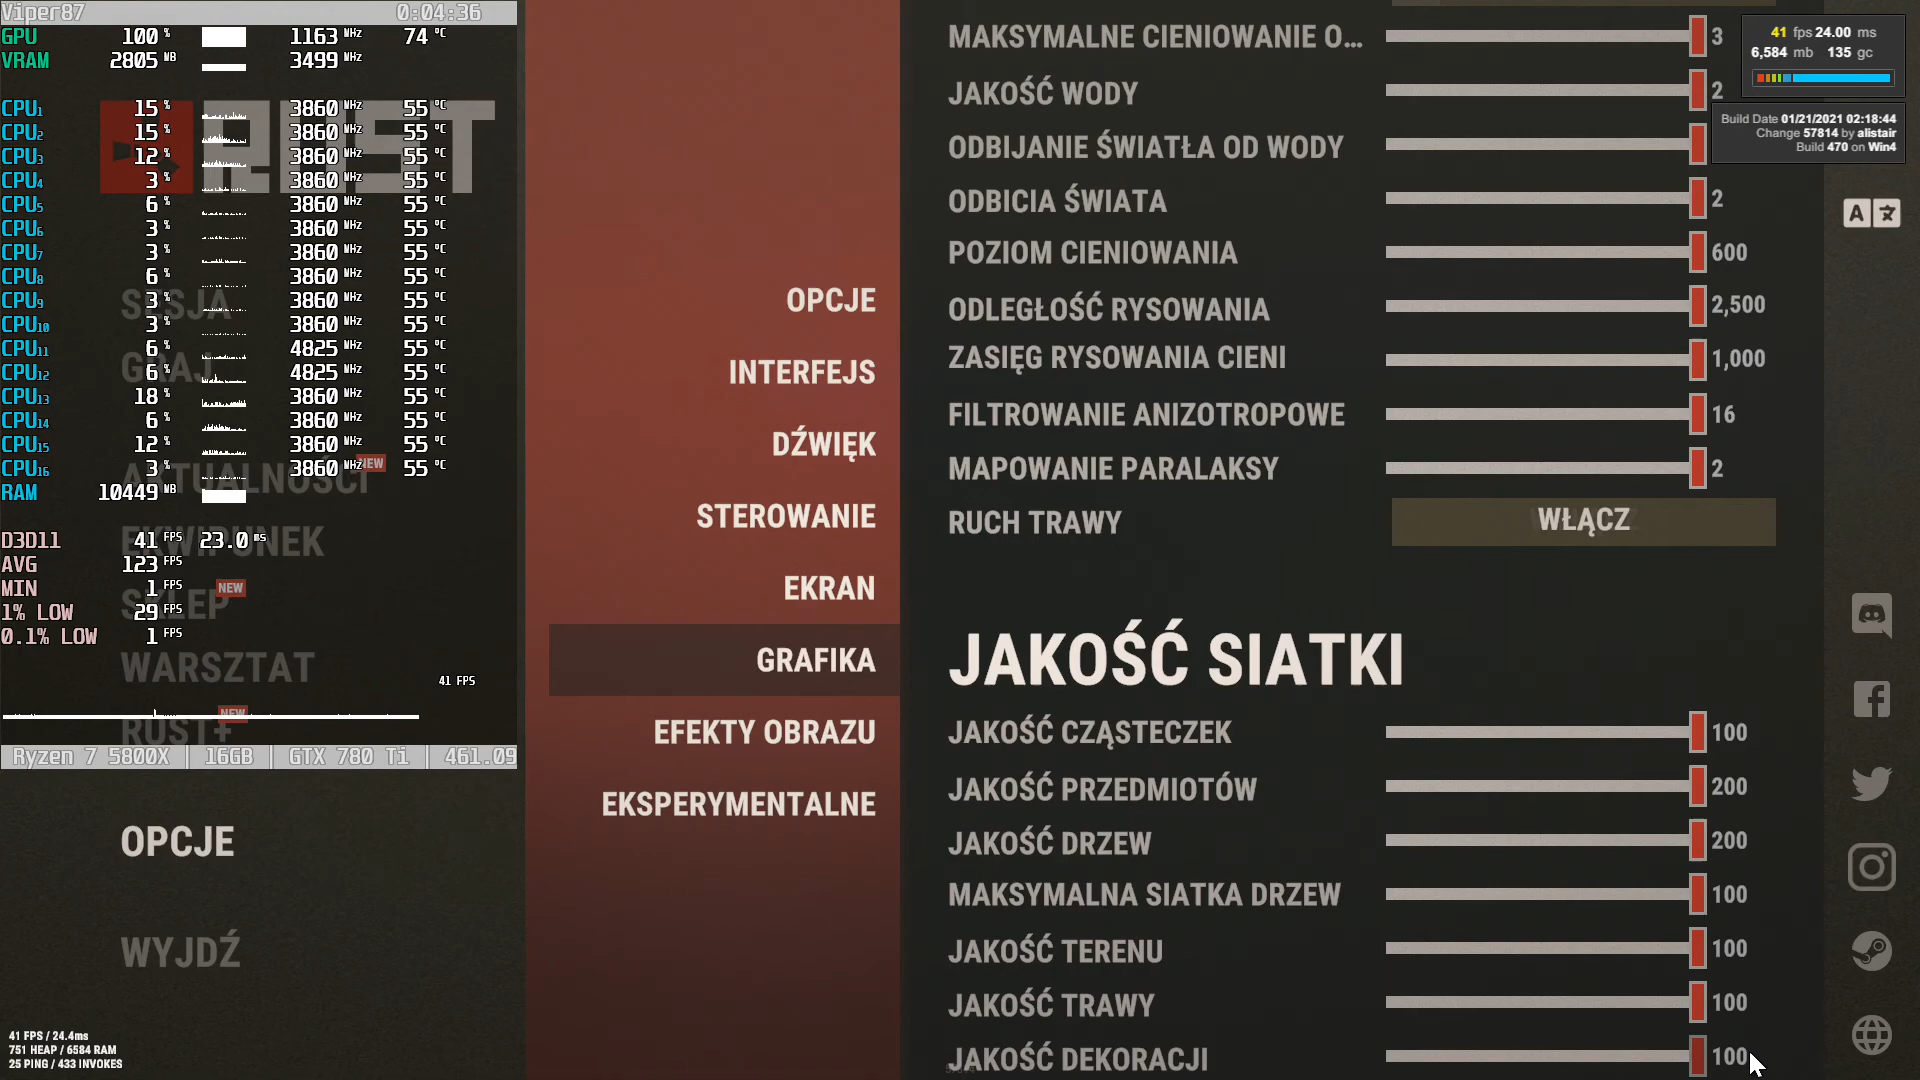 Viper87 0:04:36
GPU 100 % 1163 MHz 74 °C
VRAM 2805 MB 3499 MHz
CPU1 15 % 3860 MHz 55 °C
CPU2 15 % 3860 MHz 55 °C
CPU3 12 % 3860 MHz 55 °C
CPU4 3 % 3860 MHz 55 °C
CPU5 6 % 3860 MHz 55 °C
CPU6 3 % 3860 MHz 55 °C
CPU7 3 % 3860 MHz 55 °C
CPU8 6 % 3860 MHz 55 °C
CPU9 3 % 3860 MHz 55 °C
CPU10 3 % 3860 MHz 55 °C
CPU11 6 % 4825 MHz 55 °C
CPU12 6 % 4825 MHz 55 °C
CPU13 18 % 3860 MHz 55 °C
CPU14 6 % 3860 MHz 55 °C
CPU15 12 % 3860 MHz 55 °C
CPU16 3 % 3860 MHz 55 °C
RAM 10449 MB
D3D11 41 FPS 23.0 ms
AVG 123 FPS
MIN 1 FPS
1% LOW 29 FPS
0.1% LOW 1 FPS
41 FPS
Ryzen 7 5800X | 16GB | GTX 780 Ti | 461.09
RUST
SESJA
GRAJ
AKTUALNOŚCI NEW
EKWIPUNEK
SKLEP NEW
WARSZTAT
RUST+ NEW
OPCJE
WYJDŹ
41 FPS / 24.4ms
751 HEAP / 6584 RAM
25 PING / 433 INVOKES
OPCJE
INTERFEJS
DŹWIĘK
STEROWANIE
EKRAN
GRAFIKA
EFEKTY OBRAZU
EKSPERYMENTALNE
MAKSYMALNE CIENIOWANIE O... 3
JAKOŚĆ WODY 2
ODBIJANIE ŚWIATŁA OD WODY
ODBICIA ŚWIATA 2
POZIOM CIENIOWANIA 600
ODLEGŁOŚĆ RYSOWANIA 2,500
ZASIĘG RYSOWANIA CIENI 1,000
FILTROWANIE ANIZOTROPOWE 16
MAPOWANIE PARALAKSY 2
RUCH TRAWY WŁĄCZ
JAKOŚĆ SIATKI
JAKOŚĆ CZĄSTECZEK 100
JAKOŚĆ PRZEDMIOTÓW 200
JAKOŚĆ DRZEW 200
MAKSYMALNA SIATKA DRZEW 100
JAKOŚĆ TERENU 100
JAKOŚĆ TRAWY 100
JAKOŚĆ DEKORACJI 100
41 fps 24.00 ms
6,584 mb 135 gc
Build Date 01/21/2021 02:18:44
Change 57814 by alistair
Build 470 on Win4
A